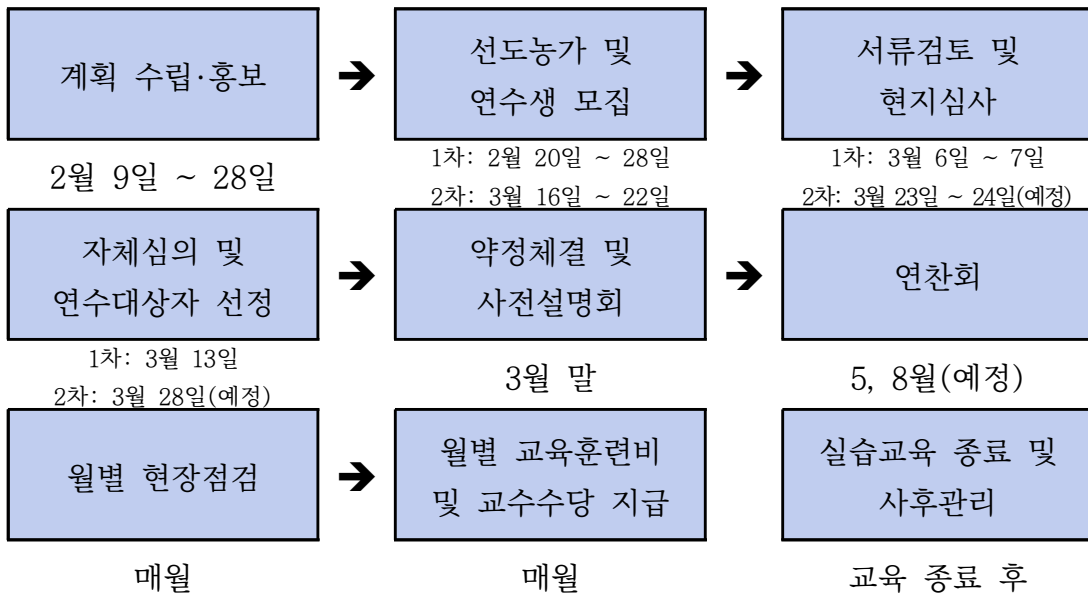 계획 수립·홍보
➔
선도농가 및
연수생 모집
➔
서류검토 및
현지심사
2월 9일 ~ 28일
1차: 2월 20일 ~ 28일
2차: 3월 16일 ~ 22일
1차: 3월 6일 ~ 7일
2차: 3월 23일 ~ 24일(예정)
자체심의 및
연수대상자 선정
➔
약정체결 및
사전설명회
➔
연찬회
1차: 3월 13일
2차: 3월 28일(예정)
3월 말
5, 8월(예정)
월별 현장점검
➔
월별 교육훈련비
및 교수수당 지급
실습교육 종료 및
사후관리
매월
매월
교육 종료 후